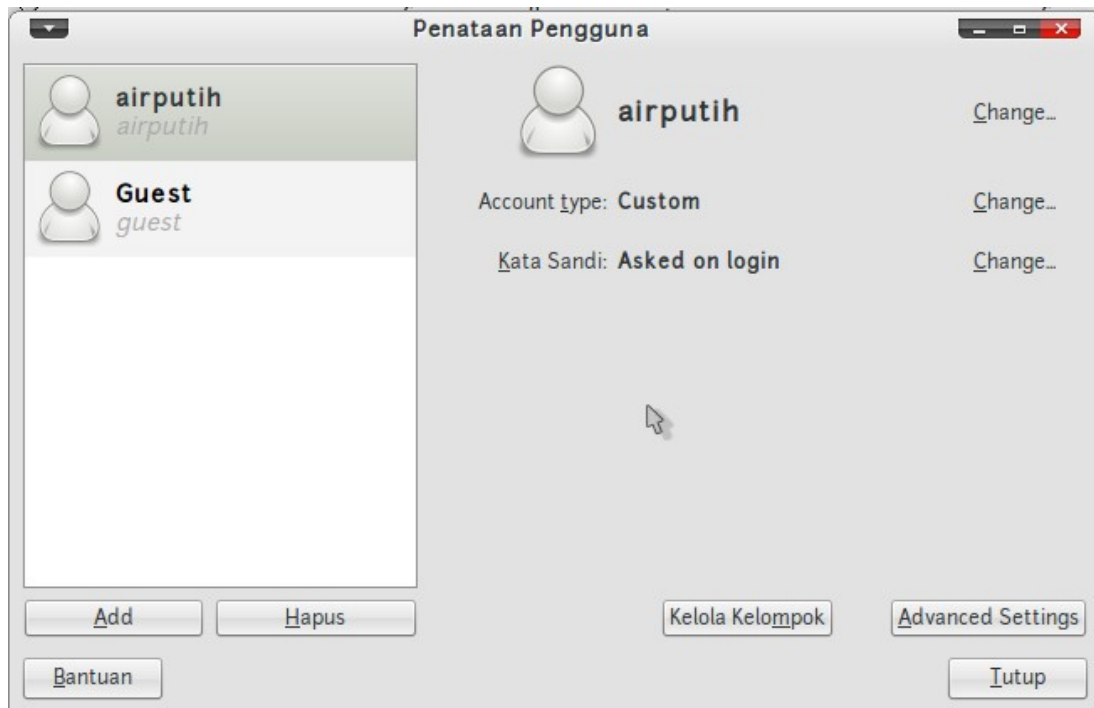 Penataan Pengguna
airputih
airputih
Guest
guest
airputih Change...
Account type: Custom Change...
Kata Sandi: Asked on login Change...
Add Hapus Kelola Kelompok Advanced Settings
Bantuan Tutup